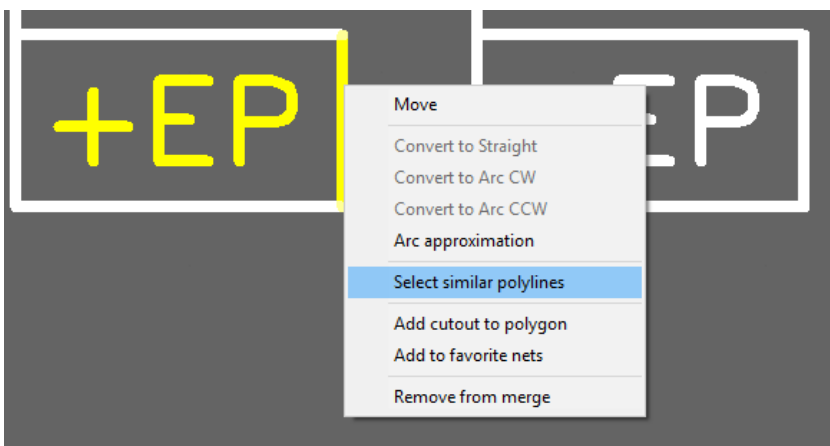 +EP
EP
Move
Convert to Straight
Convert to Arc CW
Convert to Arc CCW
Arc approximation
Select similar polylines
Add cutout to polygon
Add to favorite nets
Remove from merge